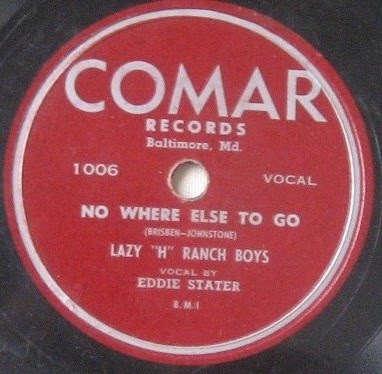 COMAR
RECORDS
Baltimore, Md.
1006 VOCAL
NO WHERE ELSE TO GO
(BRISBEN-JOHNSTONE)
LAZY "H" RANCH BOYS
VOCAL BY
EDDIE STATER
B.M.I